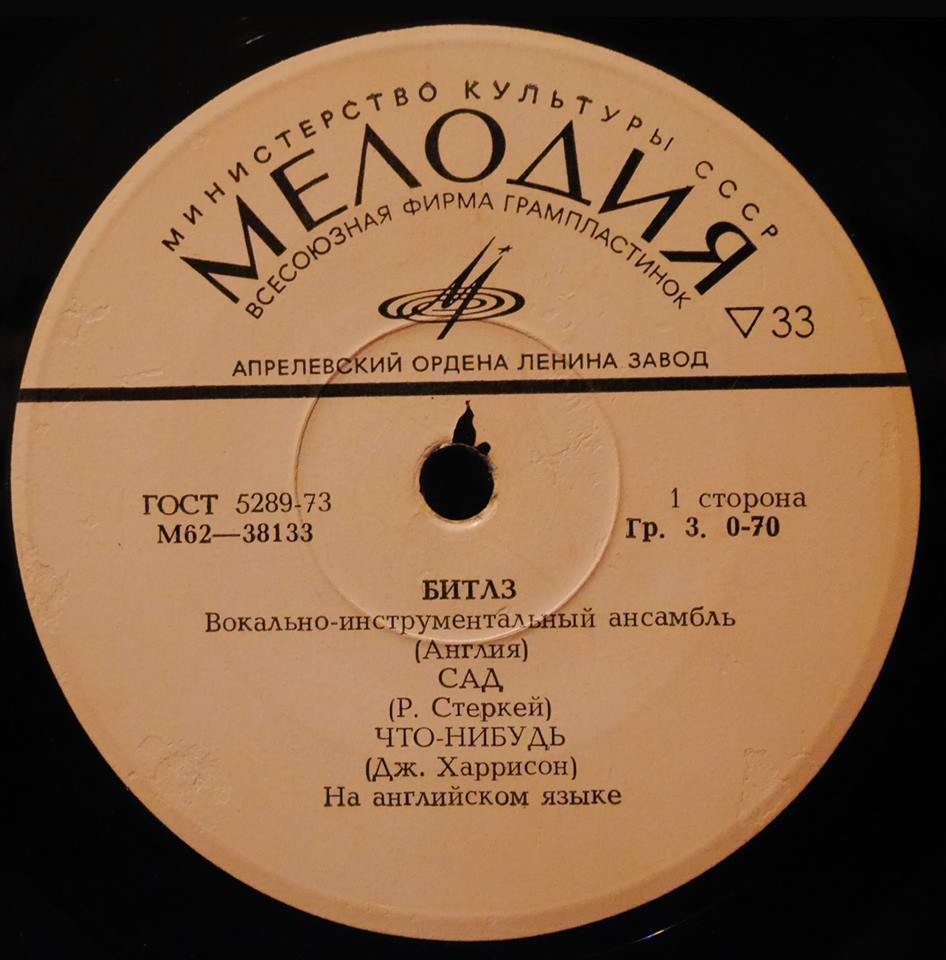 МИНИСТЕРСТВО КУЛЬТУРЫ СССР
МЕЛОДИЯ
ВСЕСОЮЗНАЯ ФИРМА ГРАМПЛАСТИНОК
▽33
АПРЕЛЕВСКИЙ ОРДЕНА ЛЕНИНА ЗАВОД
ГОСТ 5289-73
М62—38133
1 сторона
Гр. 3. 0-70
БИТЛЗ
Вокально-инструментальный ансамбль
(Англия)
САД
(Р. Стеркей)
ЧТО-НИБУДЬ
(Дж. Харрисон)
На английском языке